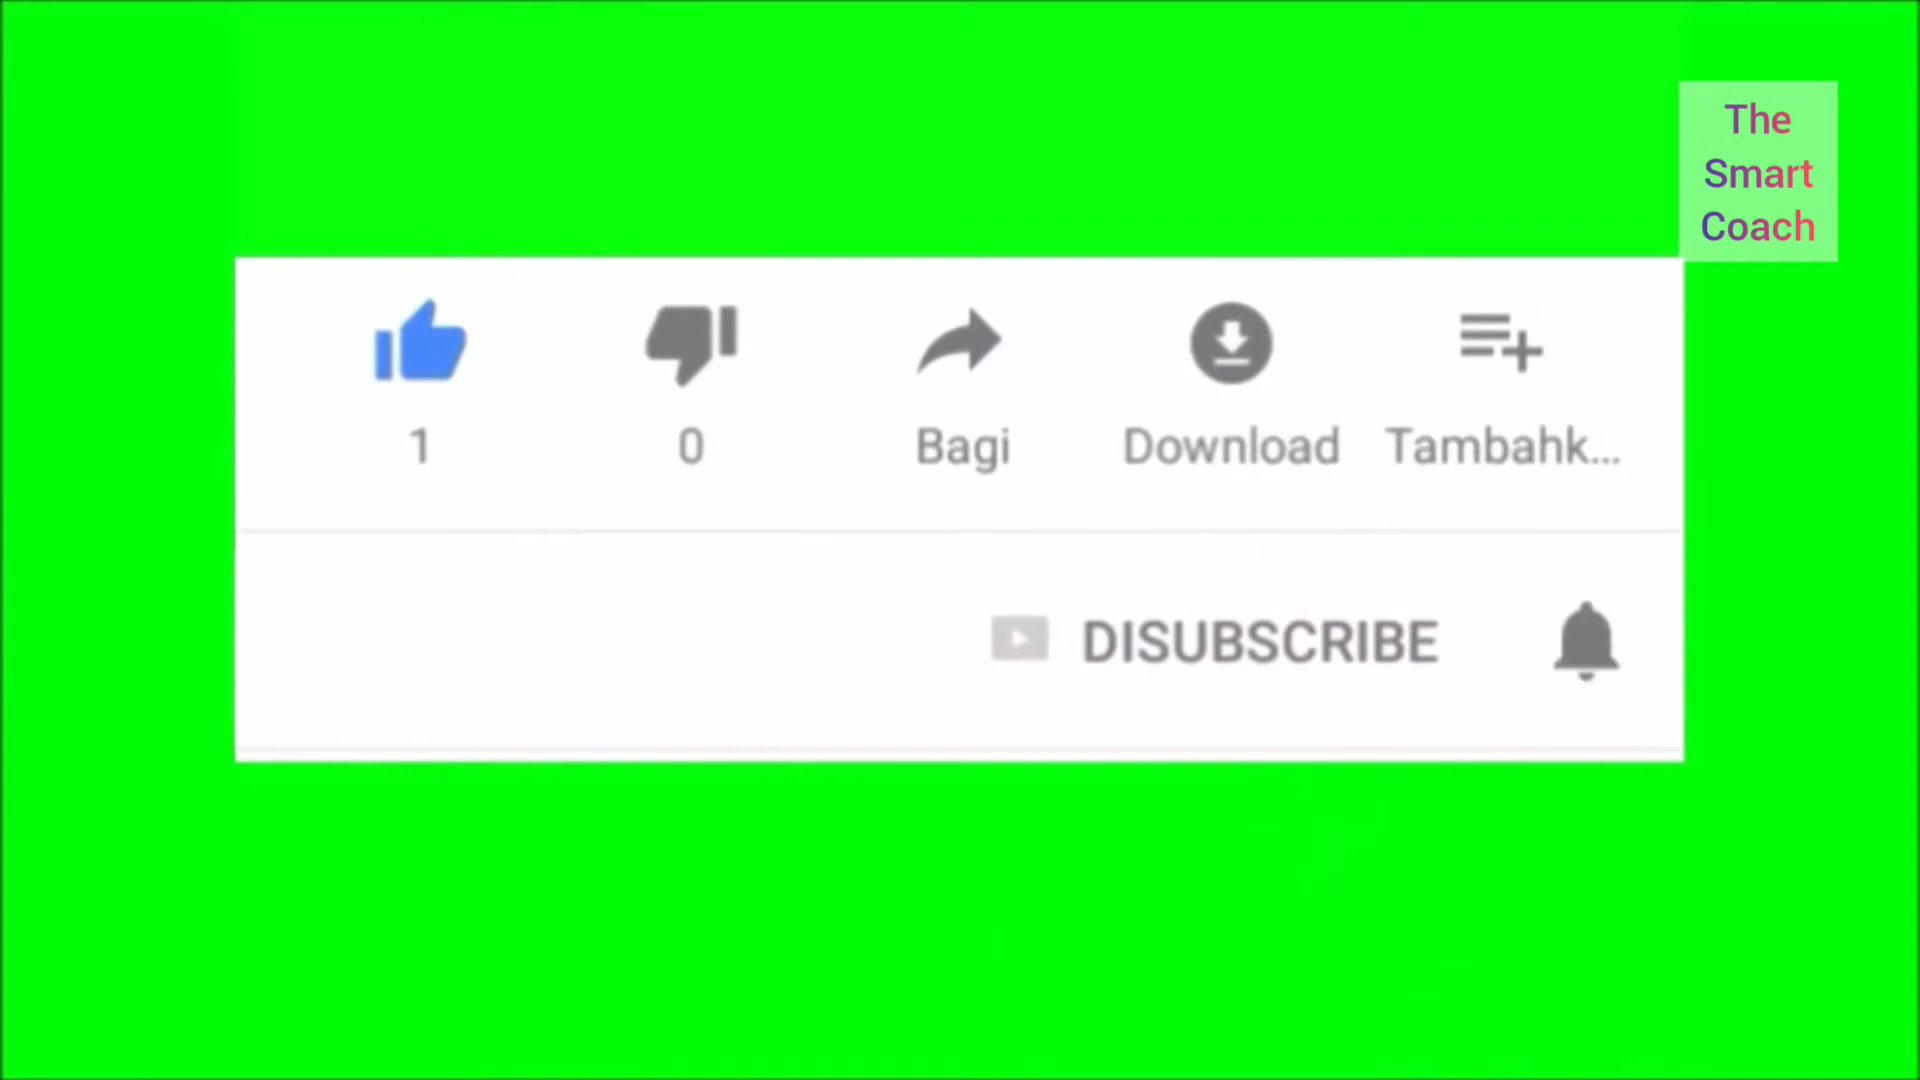 The
Smart
Coach
1
0
Bagi
Download
Tambahk...
DISUBSCRIBE